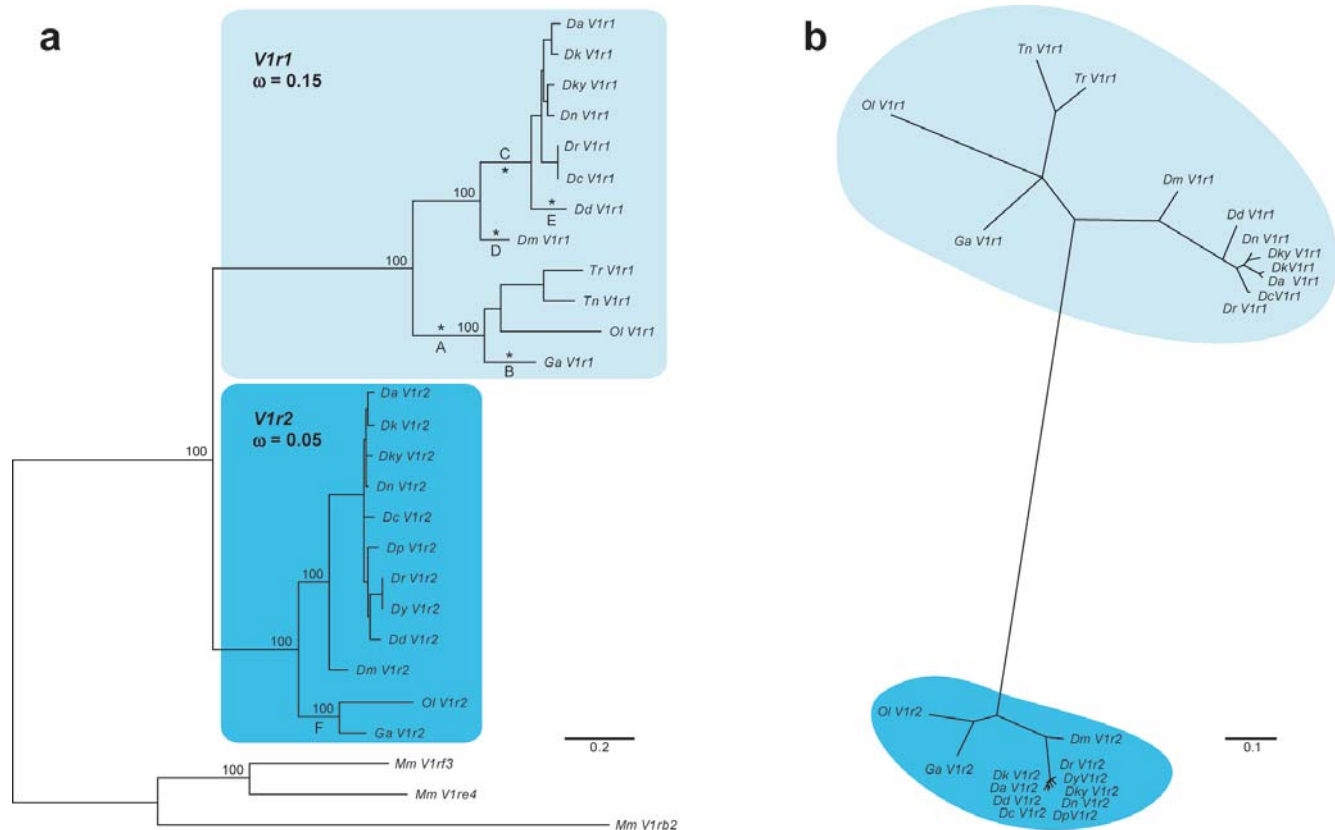 a
V1r1
ω = 0.15
Da V1r1
Dk V1r1
Dky V1r1
Dn V1r1
Dr V1r1
Dc V1r1
Dd V1r1
Dm V1r1
Tr V1r1
Tn V1r1
Ol V1r1
Ga V1r1
C
*
100
*
E
*
D
100
*
A
100
*
B
V1r2
ω = 0.05
100
Da V1r2
Dk V1r2
Dky V1r2
Dn V1r2
Dc V1r2
Dp V1r2
Dr V1r2
Dy V1r2
Dd V1r2
Dm V1r2
Ol V1r2
Ga V1r2
100
100
100
F
0.2
Mm V1rf3
100
Mm V1re4
Mm V1rb2
b
Tn V1r1
Tr V1r1
Ol V1r1
Ga V1r1
Dm V1r1
Dd V1r1
Dn V1r1
Dky V1r1
DkV1r1
Da V1r1
DcV1r1
Dr V1r1
Ol V1r2
Ga V1r2
Dm V1r2
Dk V1r2
Da V1r2
Dd V1r2
Dc V1r2
Dr V1r2
DyV1r2
Dky V1r2
Dn V1r2
DpV1r2
0.1